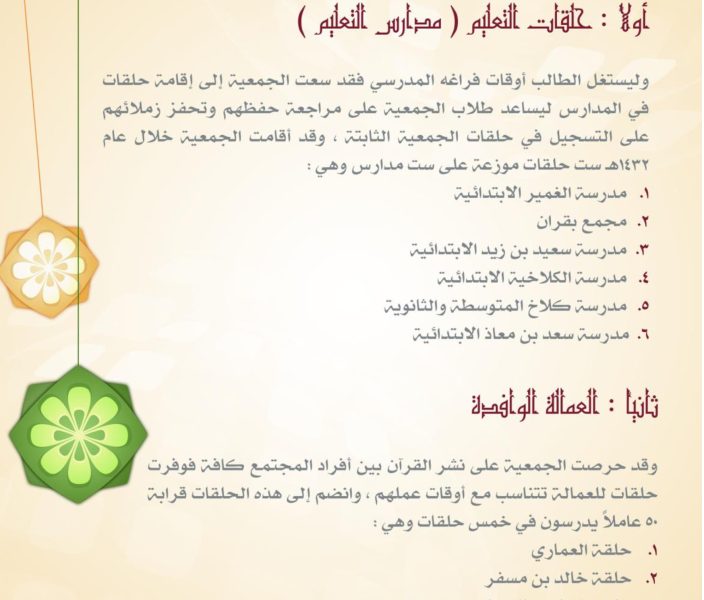 أولاً : حلقات التعليم ( مدارس التعليم )
وليستغل الطالب أوقات فراغه المدرسي فقد سعت الجمعية إلى إقامة حلقات
في المدارس ليساعد طلاب الجمعية على مراجعة حفظهم وتحفز زملائهم
على التسجيل في حلقات الجمعية الثابتة ، وقد أقامت الجمعية خلال عام
١٤٣٢هـ ست حلقات موزعة على ست مدارس وهي :
١. مدرسة الغمير الابتدائية
٢. مجمع بقران
٣. مدرسة سعيد بن زيد الابتدائية
٤. مدرسة الكلاخية الابتدائية
٥. مدرسة كلاخ المتوسطة والثانوية
٦. مدرسة سعد بن معاذ الابتدائية
ثانيا : العمالة الوافدة
وقد حرصت الجمعية على نشر القرآن بين أفراد المجتمع كافة فوفرت
حلقات للعمالة تتناسب مع أوقات عملهم ، وانضم إلى هذه الحلقات قرابة
٥٠ عاملاً يدرسون في خمس حلقات وهي :
١. حلقة العماري
٢. حلقة خالد بن مسفر